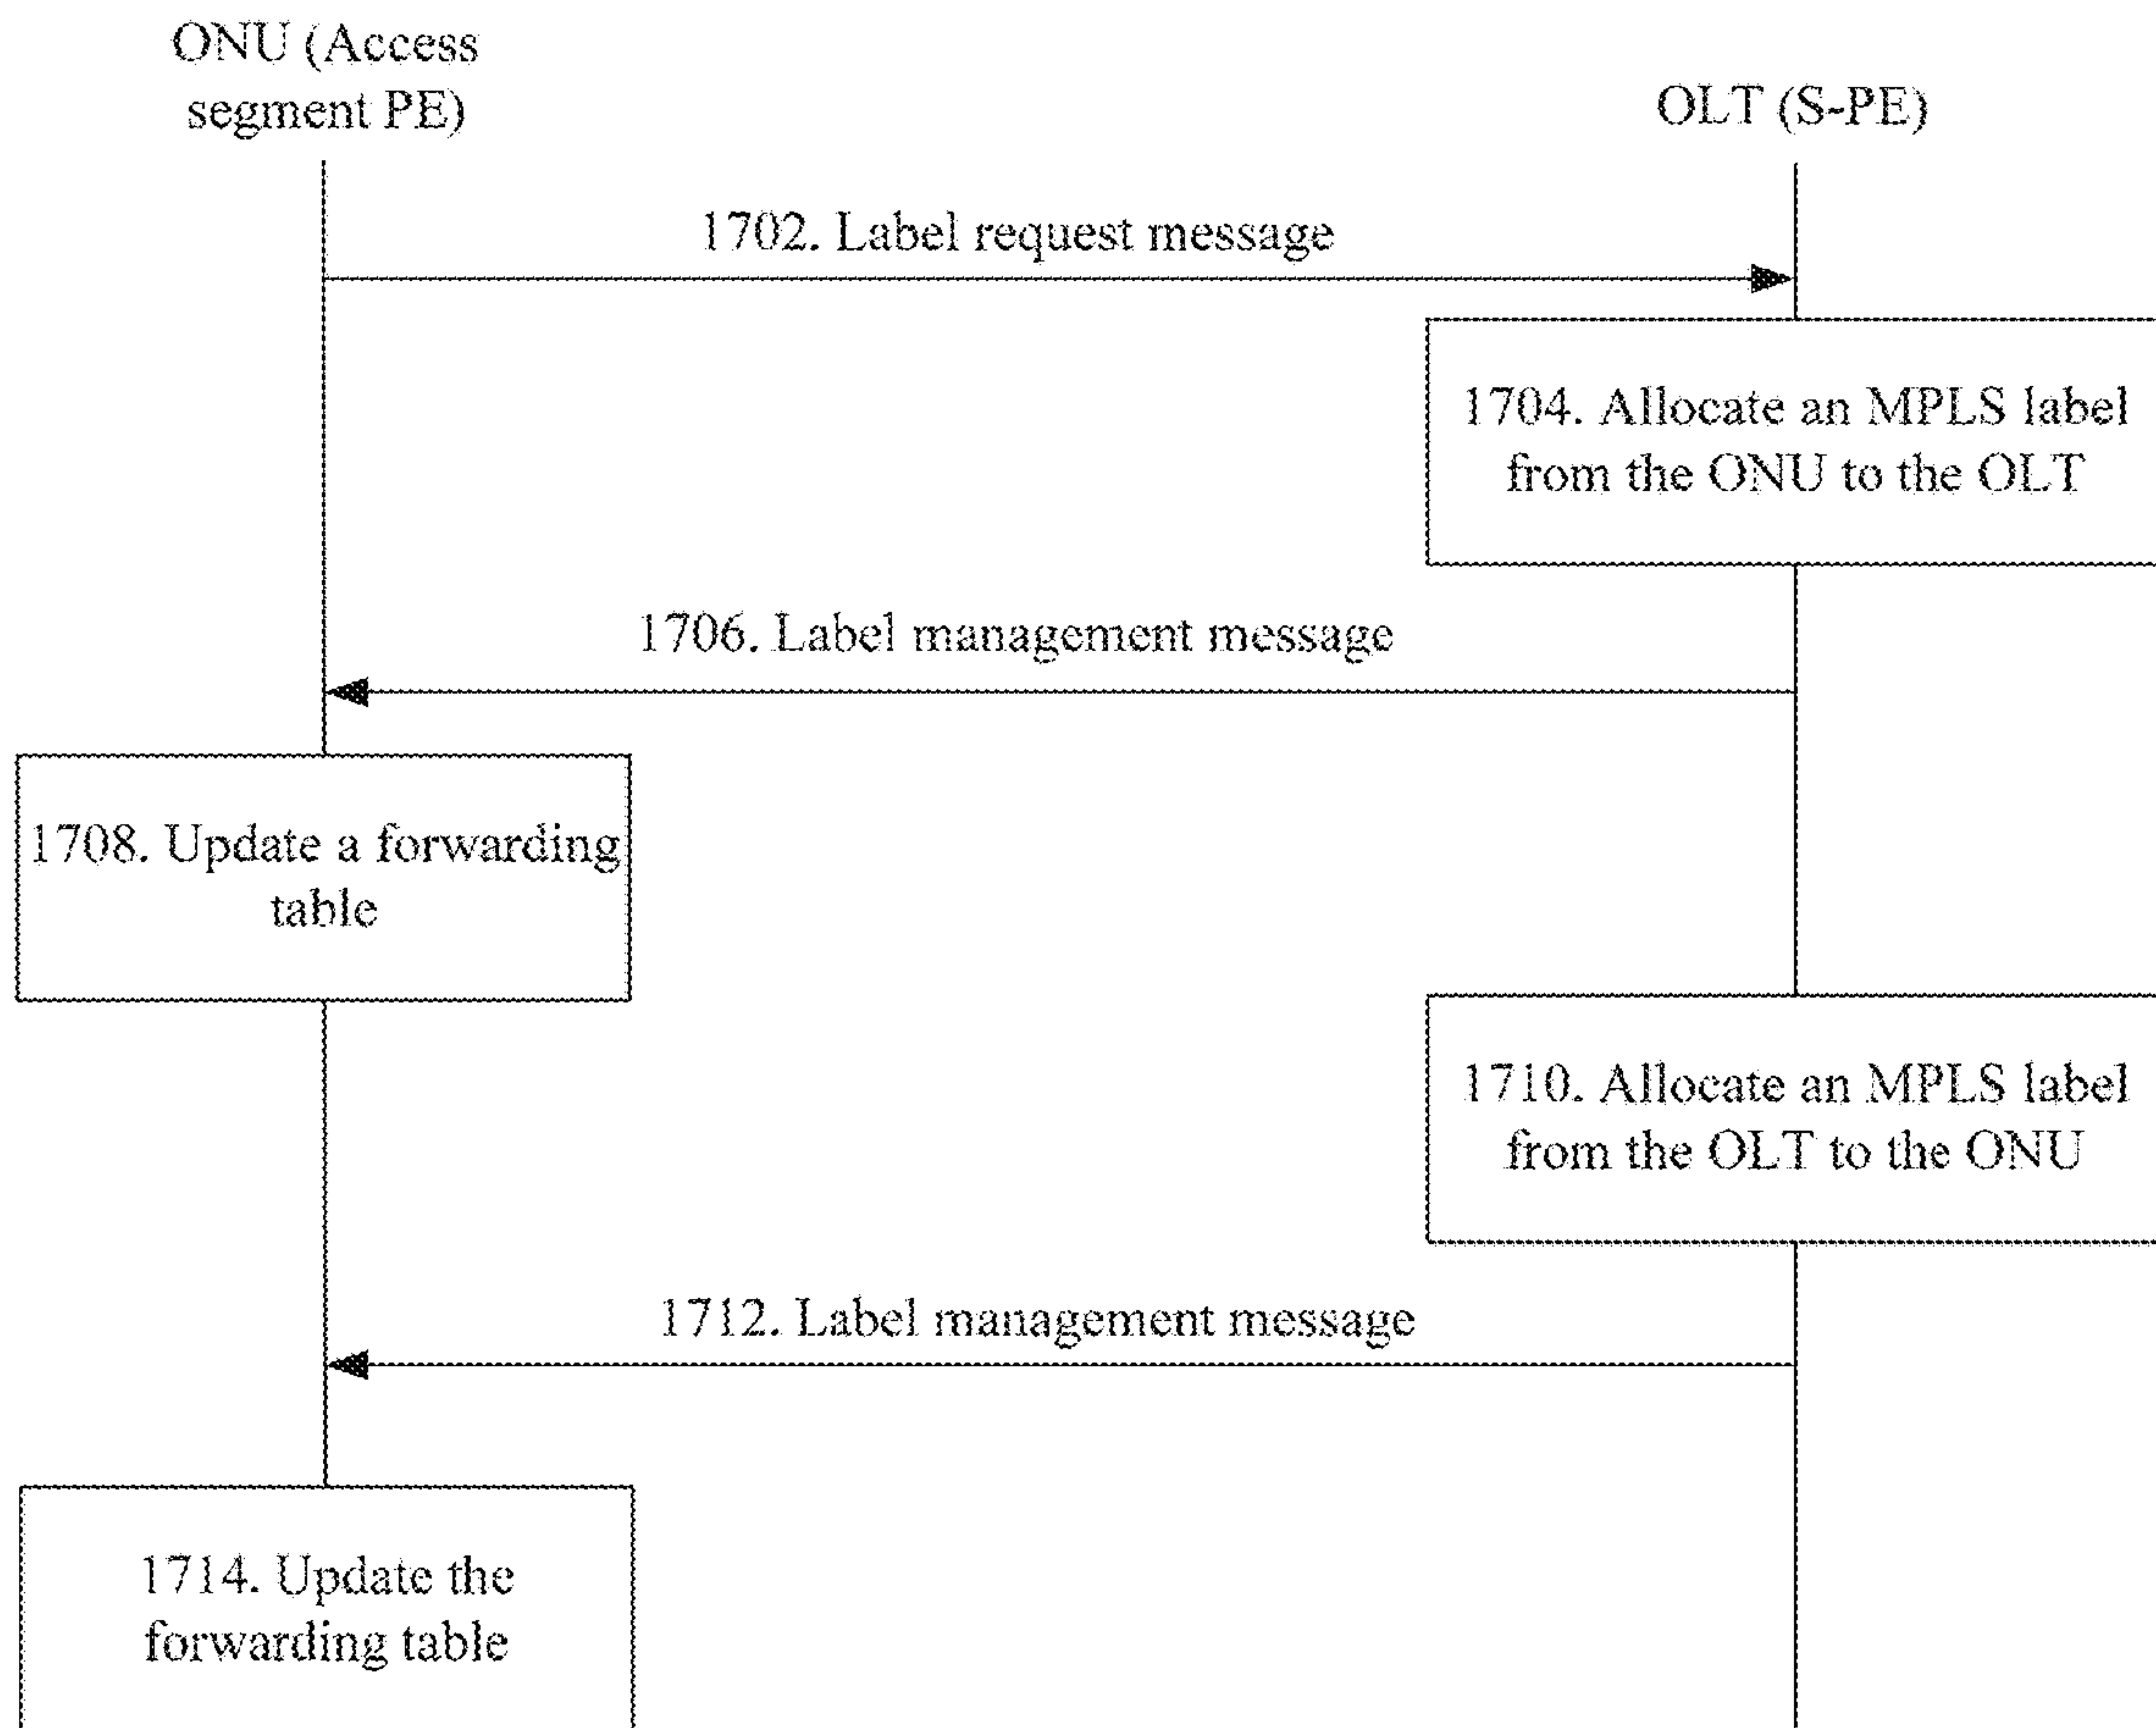 ONU (Access
segment PE)
OLT (S-PE)
1702. Label request message
1704. Allocate an MPLS label
from the ONU to the OLT
1706. Label management message
1708. Update a forwarding
table
1710. Allocate an MPLS label
from the OLT to the ONU
1712. Label management message
1714. Update the
forwarding table